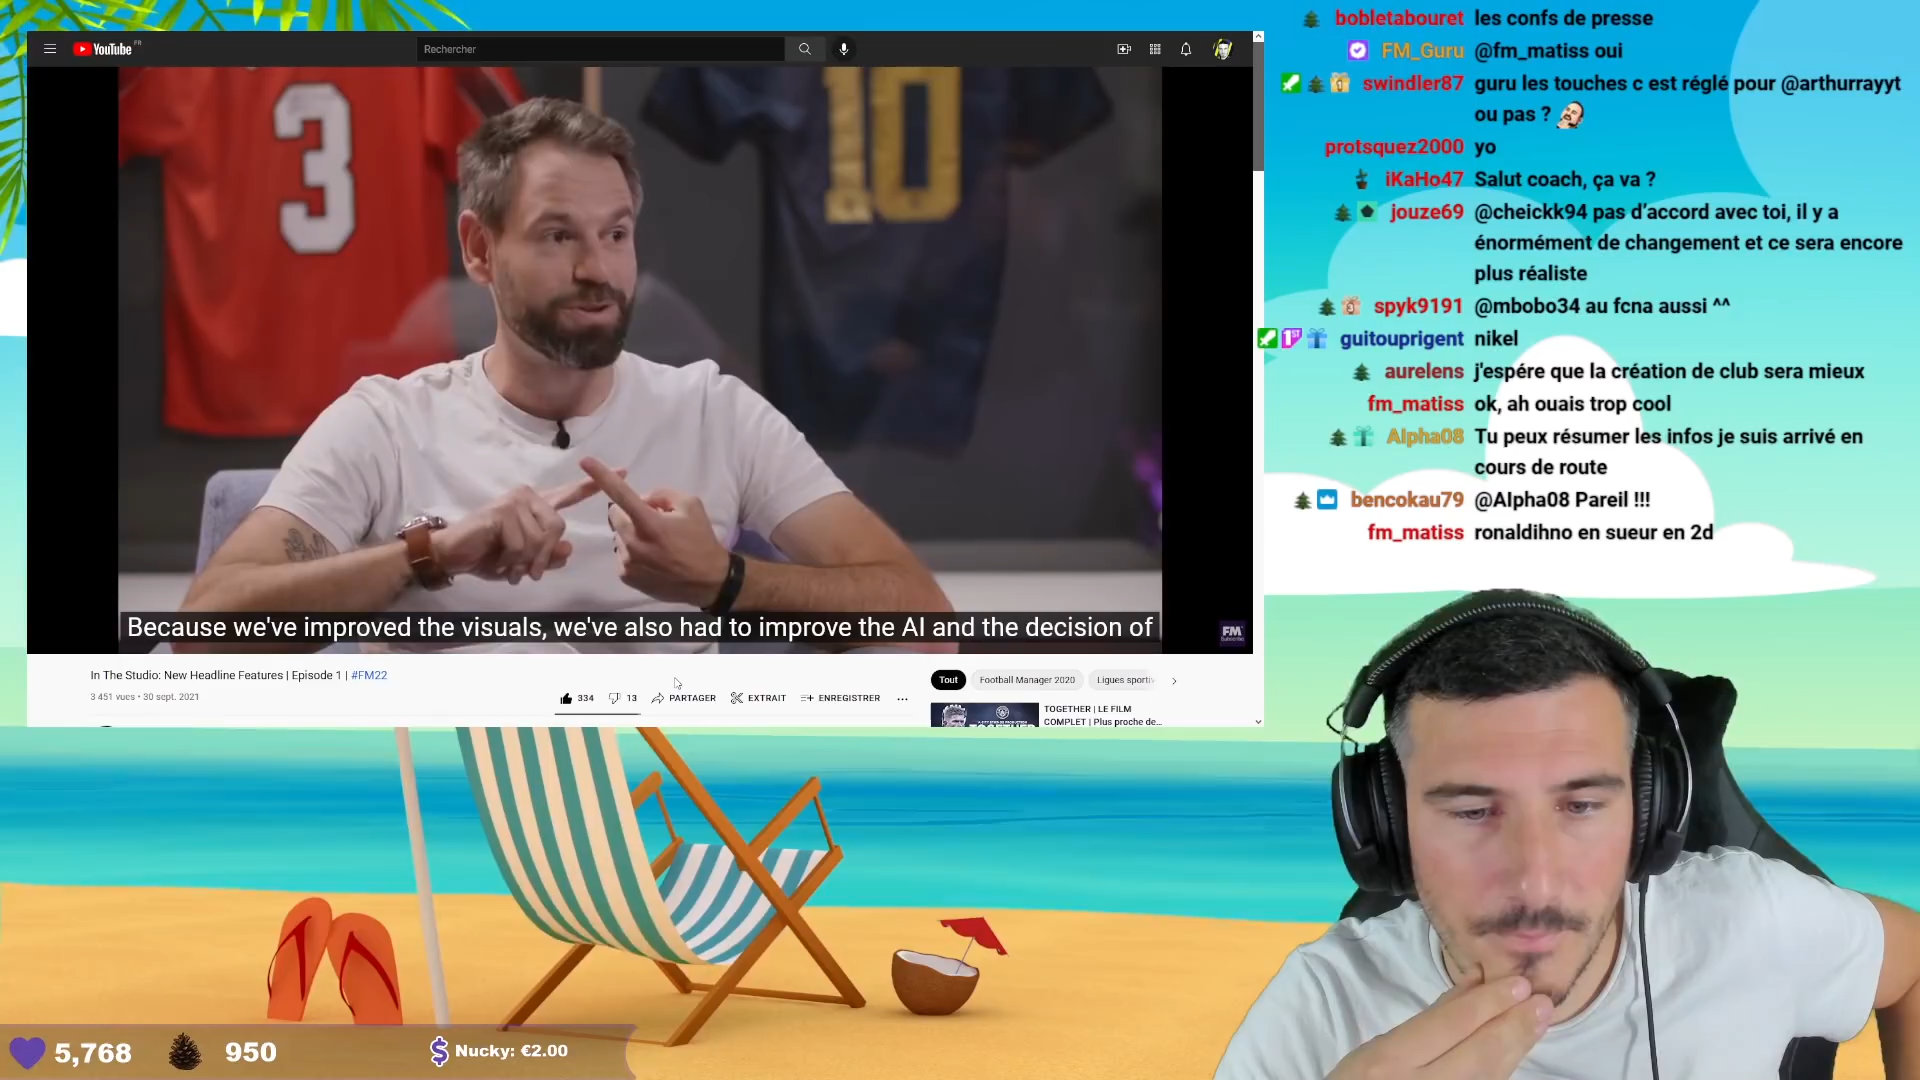 YouTube FR
Rechercher
3
10
Because we've improved the visuals, we've also had to improve the AI and the decision of
FM
In The Studio: New Headline Features | Episode 1 | #FM22
3 451 vues • 30 sept. 2021
334
13
PARTAGER
EXTRAIT
ENREGISTRER
...
Tout
Football Manager 2020
Ligues sportiv
TOGETHER | LE FILM
COMPLET | Plus proche de...
bobletabouret les confs de presse
FM_Guru @fm_matiss oui
swindler87 guru les touches c est réglé pour @arthurrayyt
ou pas ?
protsquez2000 yo
iKaHo47 Salut coach, ça va ?
jouze69 @cheickk94 pas d’accord avec toi, il y a
énormément de changement et ce sera encore
plus réaliste
spyk9191 @mbobo34 au fcna aussi ^^
guitouprigent nikel
aurelens j'espére que la création de club sera mieux
fm_matiss ok, ah ouais trop cool
Alpha08 Tu peux résumer les infos je suis arrivé en
cours de route
bencokau79 @Alpha08 Pareil !!!
fm_matiss ronaldihno en sueur en 2d
5,768
950
$ Nucky: €2.00